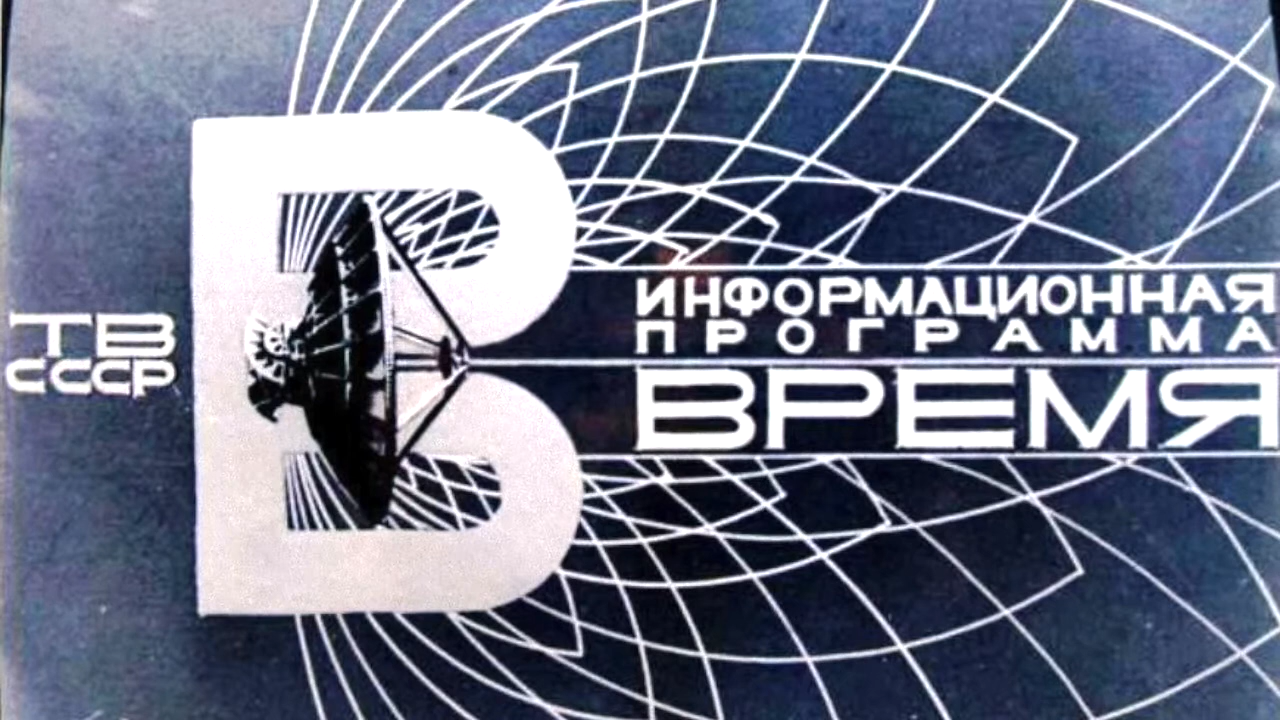 ТВ
СССР
В
ИНФОРМАЦИОННАЯ
ПРОГРАММА
ВРЕМЯ